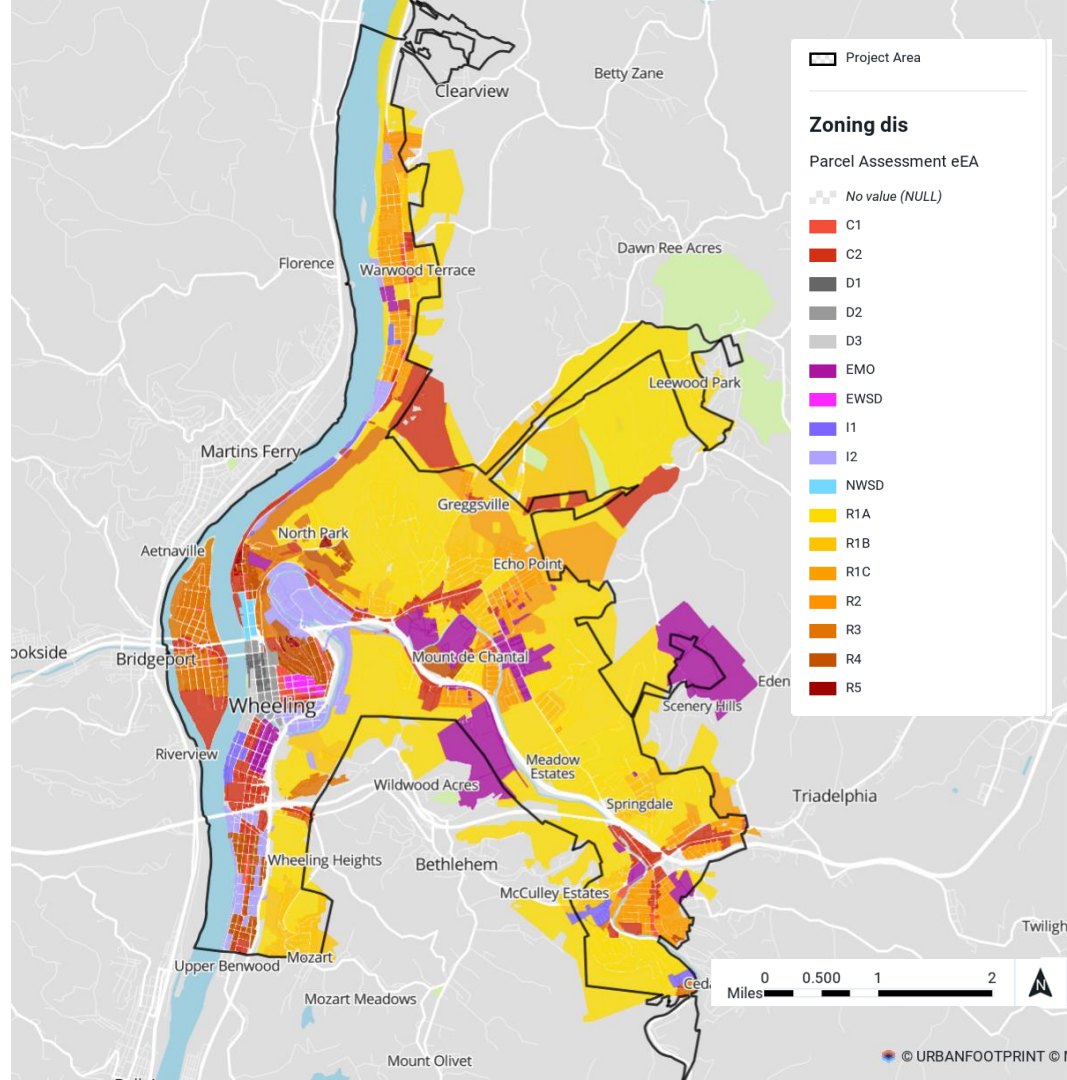 Betty Zane
Clearview
Dawn Ree Acres
Florence
Warwood Terrace
Leewood Park
Martins Ferry
Greggsville
North Park
Aetnaville
Echo Point
ookside
Bridgeport
Mount de Chantal
Eden
Wheeling
Scenery Hills
Riverview
Meadow
Estates
Wildwood Acres
Springdale
Triadelphia
Wheeling Heights
Bethlehem
McCulley Estates
Twiligh
Mozart
Upper Benwood
Ceda
Mozart Meadows
Mount Olivet
Project Area
Zoning dis
Parcel Assessment eEA
No value (NULL)
C1
C2
D1
D2
D3
EMO
EWSD
I1
I2
NWSD
R1A
R1B
R1C
R2
R3
R4
R5
0 0.500 1 2
Miles
N
© URBANFOOTPRINT © M